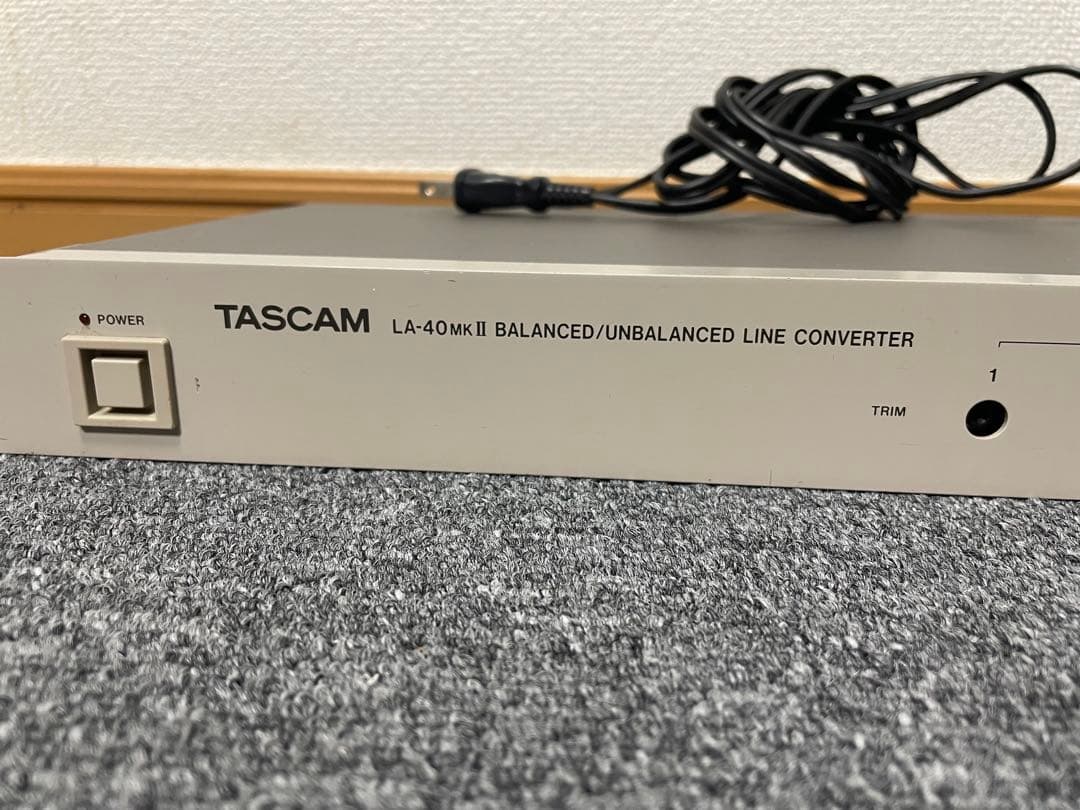 POWER
TASCAM LA-40MKII BALANCED/UNBALANCED LINE CONVERTER
1
TRIM